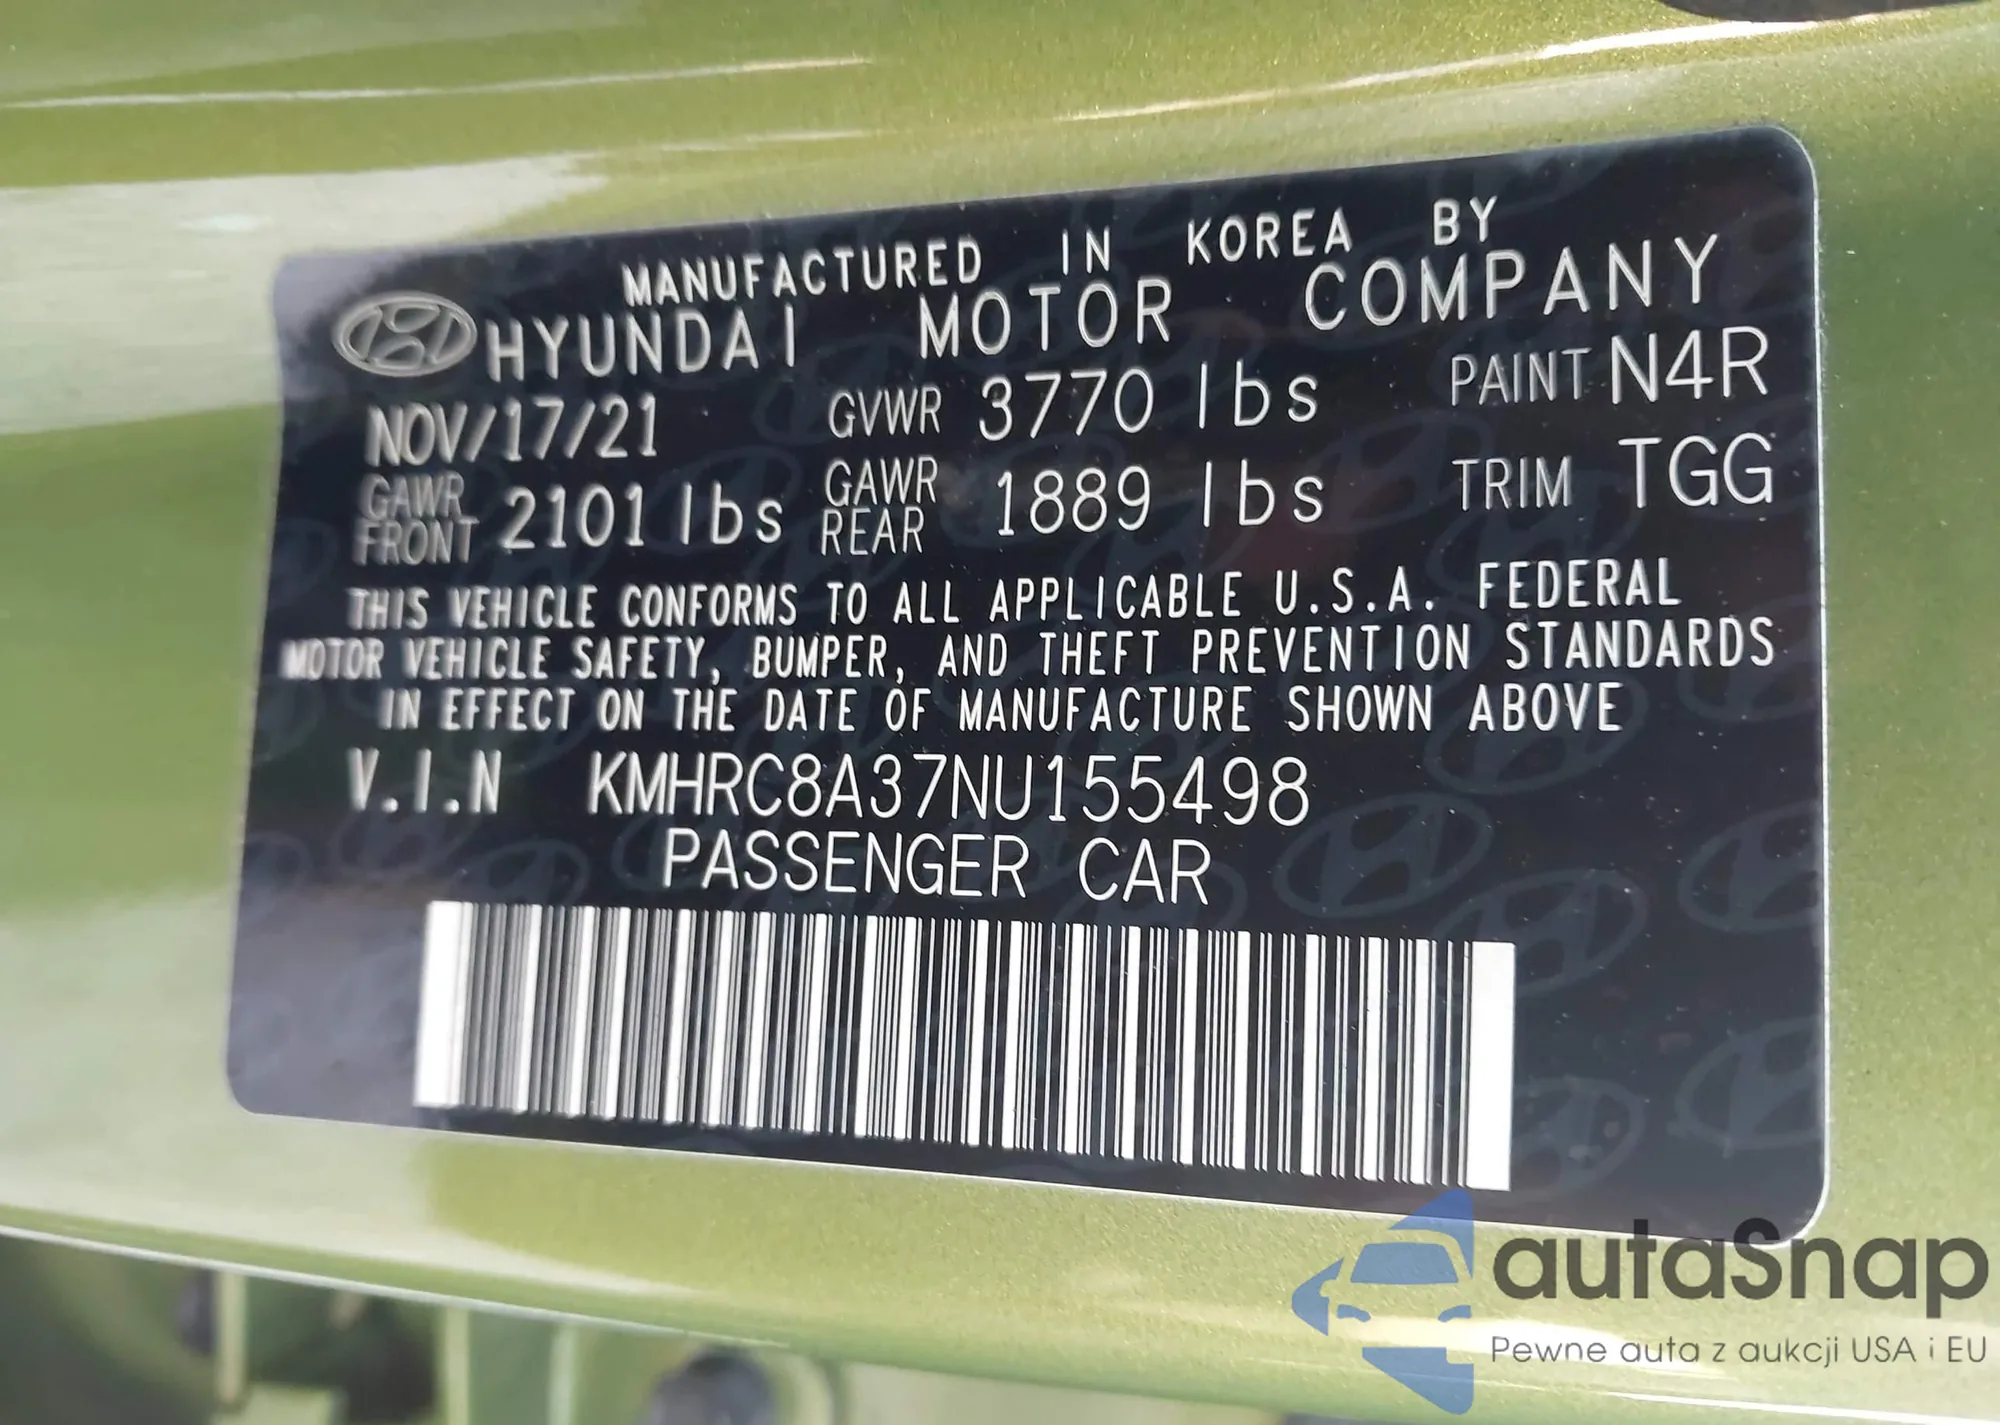 MANUFACTURED IN KOREA BY
HYUNDAI MOTOR COMPANY
NOV/17/21 GVWR 3770 lbs PAINT N4R
GAWR FRONT 2101 lbs GAWR REAR 1889 lbs TRIM TGG
THIS VEHICLE CONFORMS TO ALL APPLICABLE U.S.A. FEDERAL
MOTOR VEHICLE SAFETY, BUMPER, AND THEFT PREVENTION STANDARDS
IN EFFECT ON THE DATE OF MANUFACTURE SHOWN ABOVE
V.I.N KMHRC8A37NU155498
PASSENGER CAR
autaSnap
Pewne auta z aukcji USA i EU